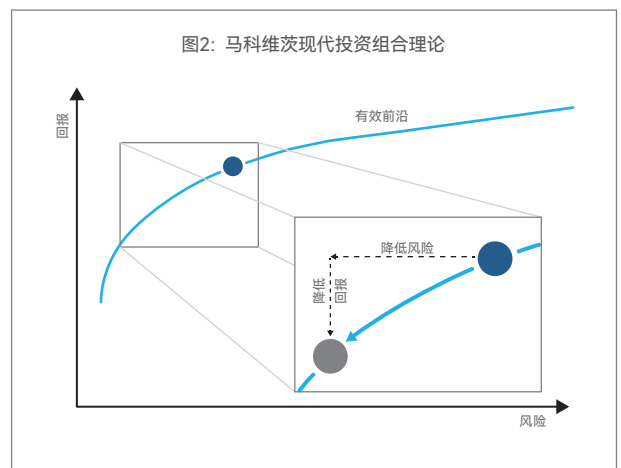 图2: 马科维茨现代投资组合理论
回报
有效前沿
降低风险
降低
回报
风险